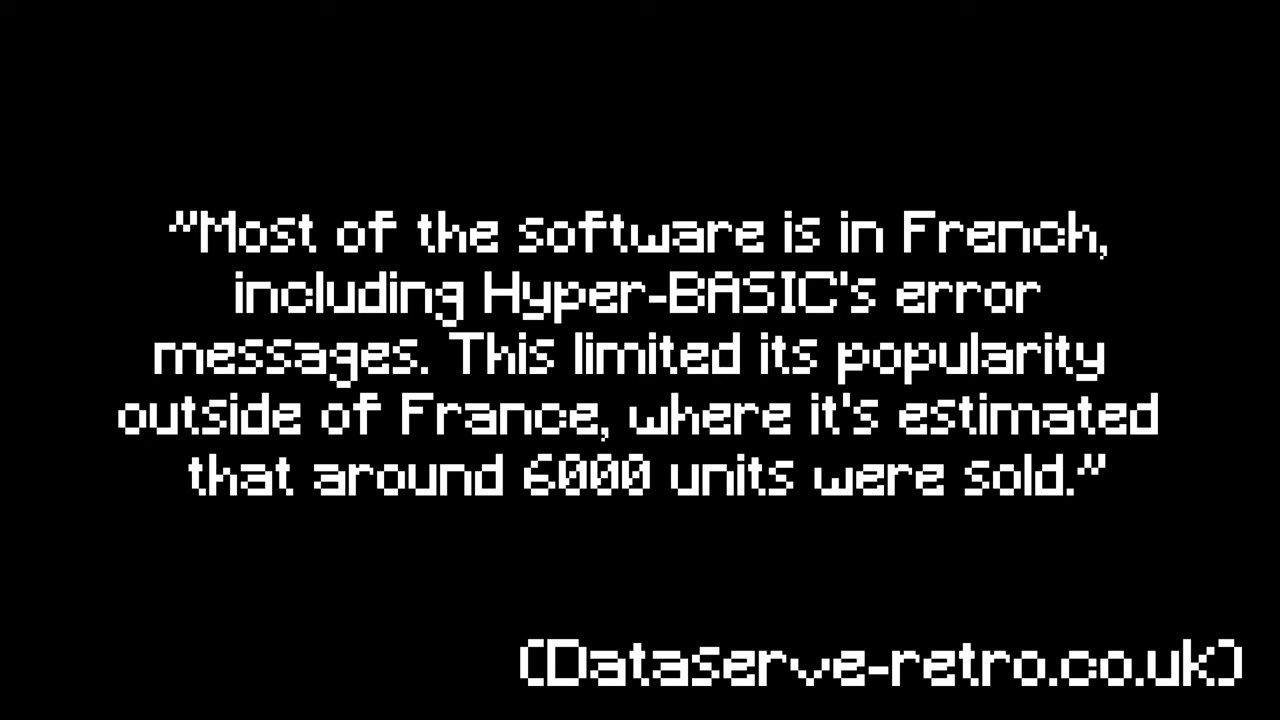 "Most of the software is in French,
including Hyper-BASIC's error
messages. This limited its popularity
outside of France, where it's estimated
that around 6000 units were sold."
(Dataserve-retro.co.uk)